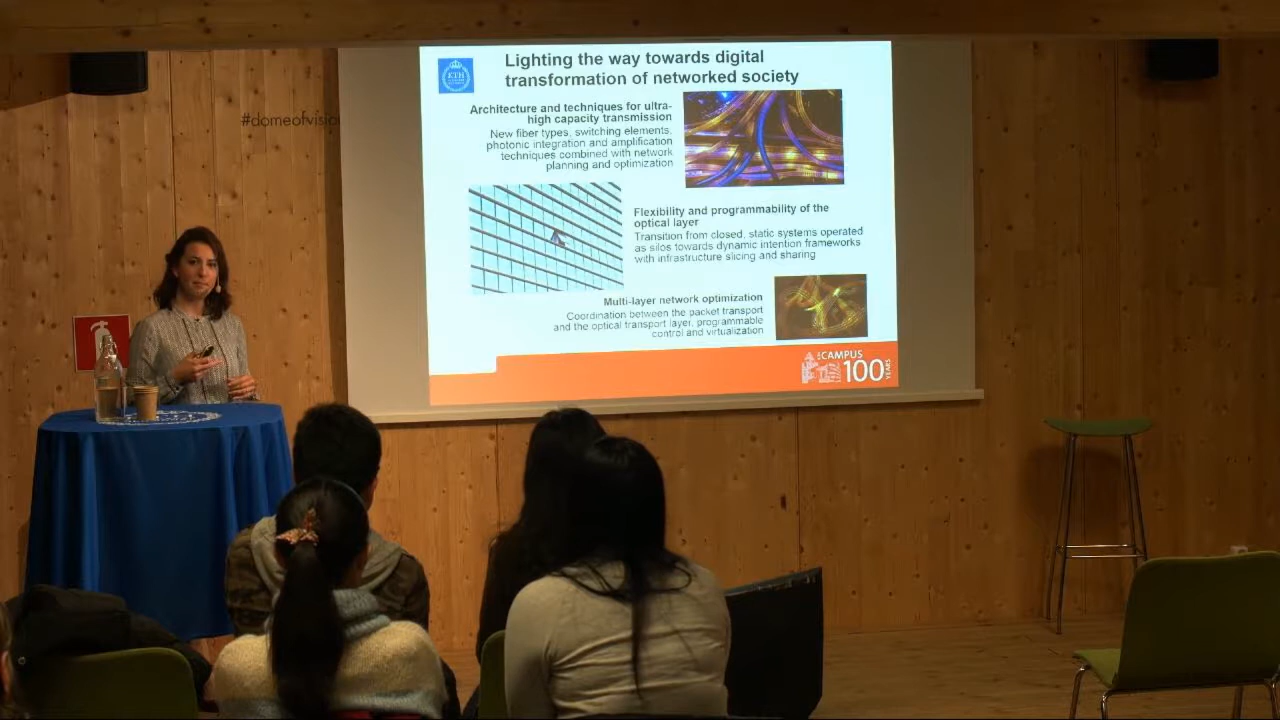 #domeofvisio
KTH
Lighting the way towards digital
transformation of networked society
Architecture and techniques for ultra-
high capacity transmission
New fiber types, switching elements,
photonic integration and amplification
techniques combined with network
planning and optimization
Flexibility and programmability of the
optical layer
Transition from closed, static systems operated
as silos towards dynamic intention frameworks
with infrastructure slicing and sharing
Multi-layer network optimization
Coordination between the packet transport
and the optical transport layer, programmable
control and virtualization
CAMPUS
100
YEARS